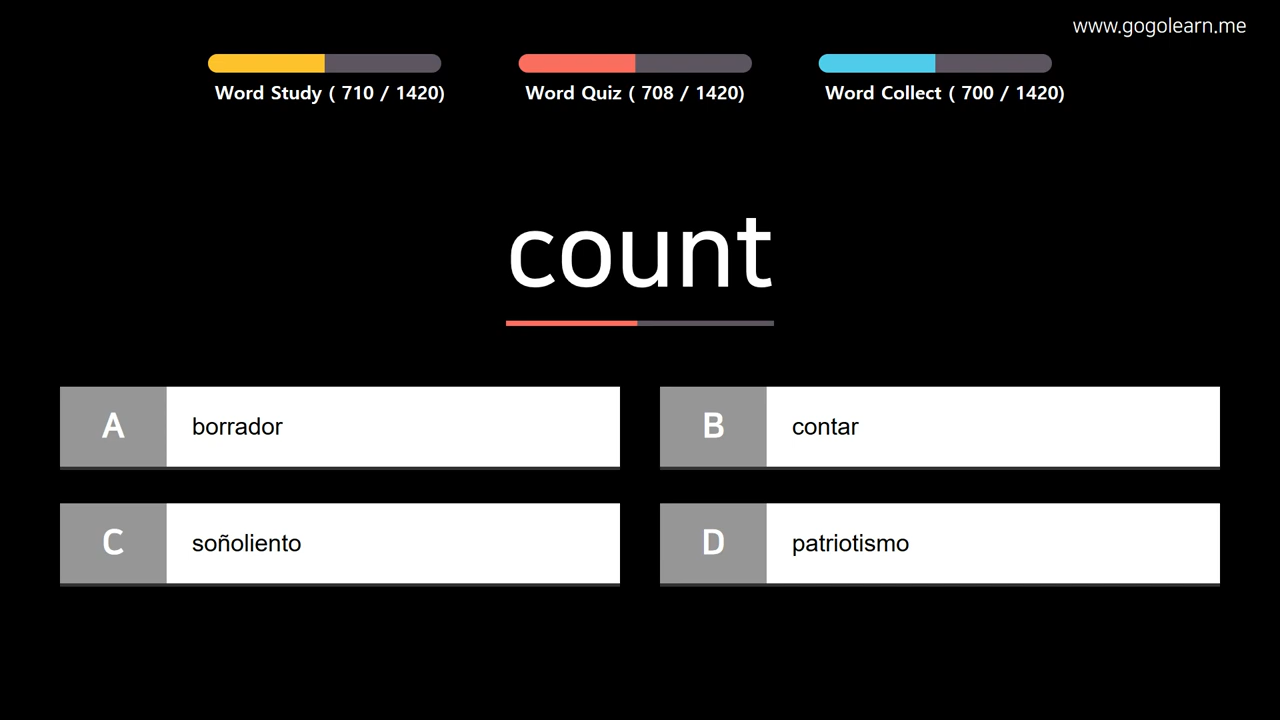 www.gogolearn.me
Word Study ( 710 / 1420)
Word Quiz ( 708 / 1420)
Word Collect ( 700 / 1420)
count
A borrador
B contar
C soñoliento
D patriotismo